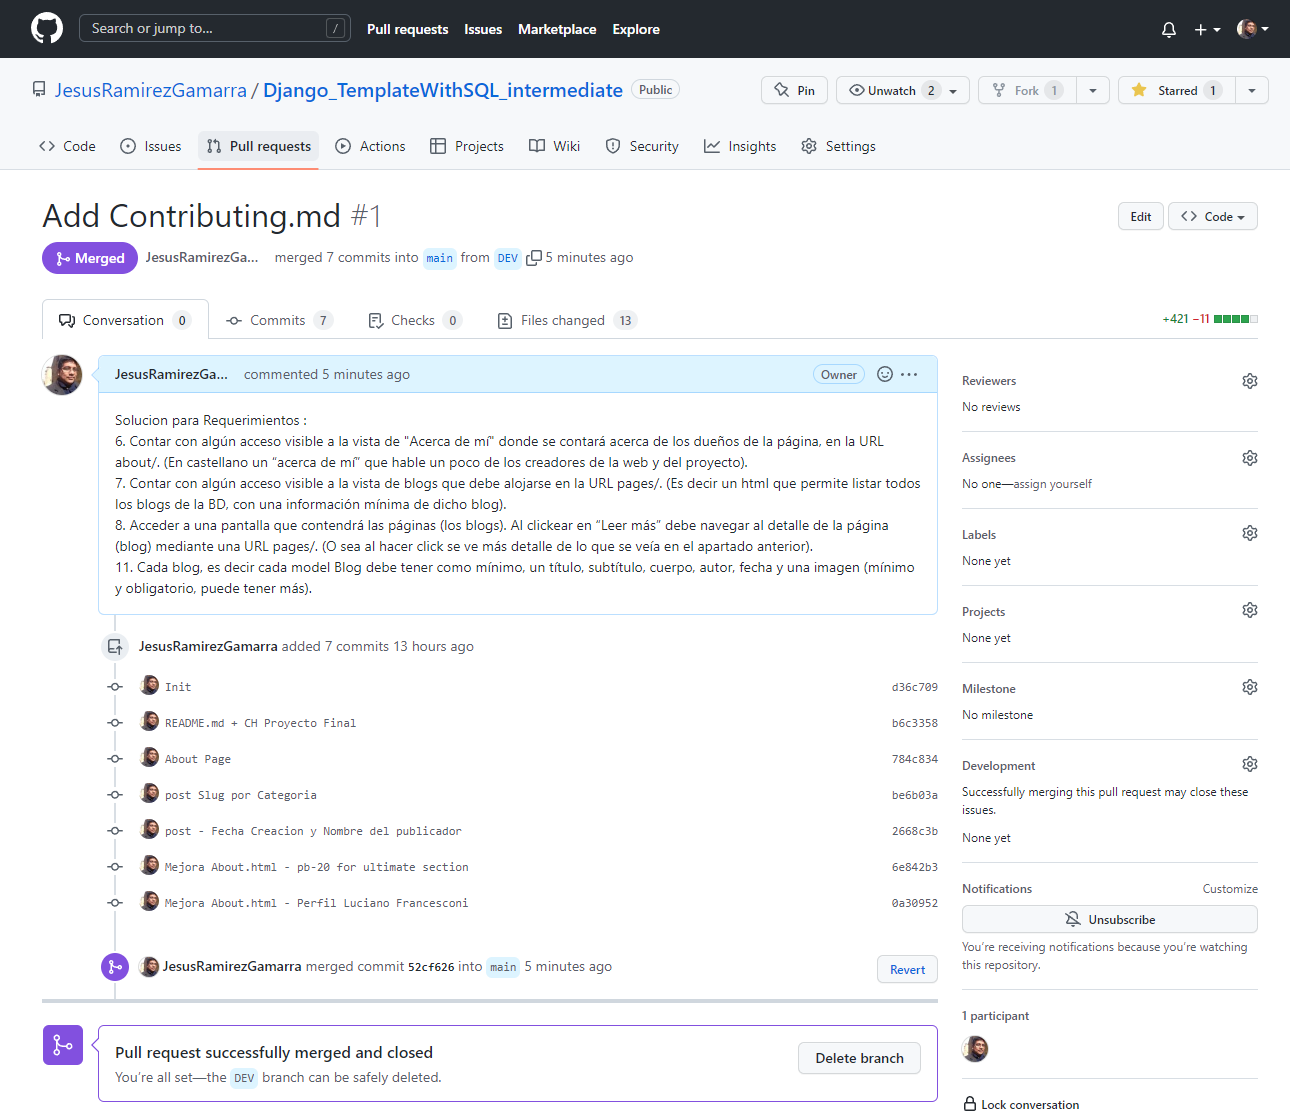 Search or jump to... /
Pull requests Issues Marketplace Explore
JesusRamirezGamarra / Django_TemplateWithSQL_intermediate Public
Pin Unwatch 2 Fork 1 Starred 1
Code Issues Pull requests Actions Projects Wiki Security Insights Settings
Add Contributing.md #1
Edit Code
Merged JesusRamirezGa... merged 7 commits into main from DEV 5 minutes ago
Conversation 0 Commits 7 Checks 0 Files changed 13
+421 −11
JesusRamirezGa... commented 5 minutes ago Owner
Solucion para Requerimientos :
6. Contar con algún acceso visible a la vista de "Acerca de mí" donde se contará acerca de los dueños de la página, en la URL
about/. (En castellano un “acerca de mí” que hable un poco de los creadores de la web y del proyecto).
7. Contar con algún acceso visible a la vista de blogs que debe alojarse en la URL pages/. (Es decir un html que permite listar todos
los blogs de la BD, con una información mínima de dicho blog).
8. Acceder a una pantalla que contendrá las páginas (los blogs). Al clickear en “Leer más” debe navegar al detalle de la página
(blog) mediante una URL pages/. (O sea al hacer click se ve más detalle de lo que se veía en el apartado anterior).
11. Cada blog, es decir cada model Blog debe tener como mínimo, un título, subtítulo, cuerpo, autor, fecha y una imagen (mínimo
y obligatorio, puede tener más).
JesusRamirezGamarra added 7 commits 13 hours ago
Init d36c709
README.md + CH Proyecto Final b6c3358
About Page 784c834
post Slug por Categoria be6b03a
post - Fecha Creacion y Nombre del publicador 2668c3b
Mejora About.html - pb-20 for ultimate section 6e842b3
Mejora About.html - Perfil Luciano Francesconi 0a30952
JesusRamirezGamarra merged commit 52cf626 into main 5 minutes ago
Revert
Pull request successfully merged and closed
You’re all set—the DEV branch can be safely deleted.
Delete branch
Reviewers
No reviews
Assignees
No one—assign yourself
Labels
None yet
Projects
None yet
Milestone
No milestone
Development
Successfully merging this pull request may close these
issues.
None yet
Notifications Customize
Unsubscribe
You’re receiving notifications because you’re watching
this repository.
1 participant
Lock conversation